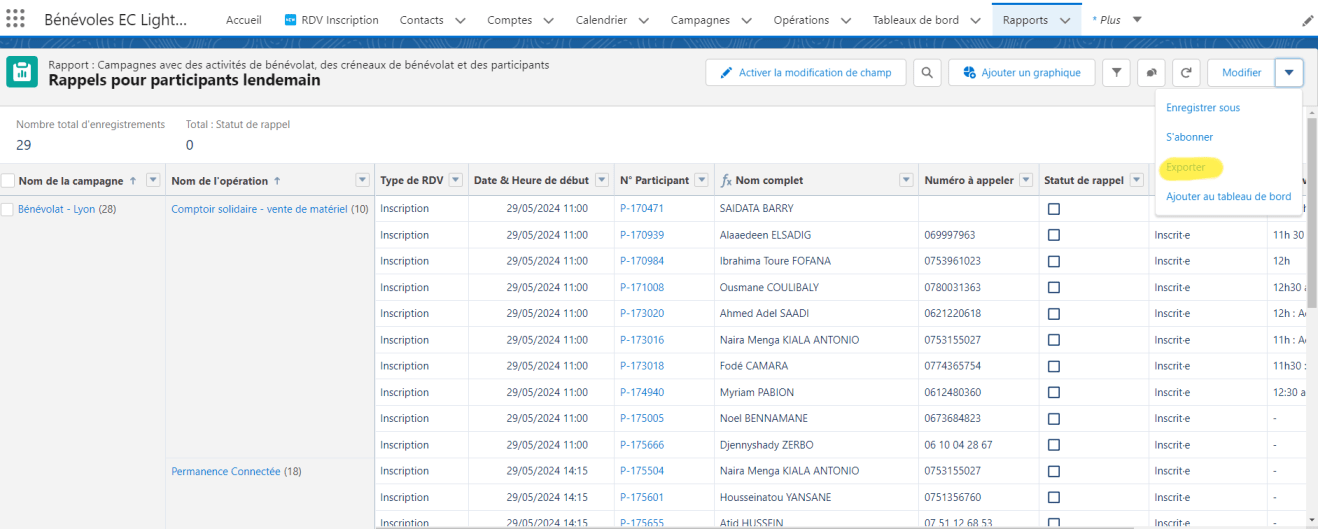 Bénévoles EC Light... Accueil RDV Inscription Contacts Comptes Calendrier Campagnes Opérations Tableaux de bord Rapports * Plus
Rapport : Campagnes avec des activités de bénévolat, des créneaux de bénévolat et des participants
Rappels pour participants lendemain
Activer la modification de champ Ajouter un graphique Modifier
Enregistrer sous
S'abonner
Exporter
Ajouter au tableau de bord
Nombre total d'enregistrements Total : Statut de rappel
29 0
Nom de la campagne ↑ Nom de l'opération ↑ Type de RDV Date & Heure de début N° Participant fx Nom complet Numéro à appeler Statut de rappel
Bénévolat - Lyon (28) Comptoir solidaire - vente de matériel (10) Inscription 29/05/2024 11:00 P-170471 SAIDATA BARRY
Inscription 29/05/2024 11:00 P-170939 Alaaedeen ELSADIG 069997963 Inscrit·e 11h 30
Inscription 29/05/2024 11:00 P-170984 Ibrahima Toure FOFANA 0753961023 Inscrit·e 12h
Inscription 29/05/2024 11:00 P-171008 Ousmane COULIBALY 0780031363 Inscrit·e 12h30
Inscription 29/05/2024 11:00 P-173020 Ahmed Adel SAADI 0621220618 Inscrit·e 12h : A
Inscription 29/05/2024 11:00 P-173016 Naira Menga KIALA ANTONIO 0753155027 Inscrit·e 11h : A
Inscription 29/05/2024 11:00 P-173018 Fodé CAMARA 0774365754 Inscrit·e 11h30 :
Inscription 29/05/2024 11:00 P-174940 Myriam PABION 0612480360 Inscrit·e 12:30 a
Inscription 29/05/2024 11:00 P-175005 Noel BENNAMANE 0673684823 Inscrit·e -
Inscription 29/05/2024 11:00 P-175666 Djennyshady ZERBO 06 10 04 28 67 Inscrit·e -
Permanence Connectée (18) Inscription 29/05/2024 14:15 P-175504 Naira Menga KIALA ANTONIO 0753155027 Inscrit·e -
Inscription 29/05/2024 14:15 P-175601 Housseinatou YANSANE 0751356760 Inscrit·e -
Inscription 29/05/2024 14:15 P-175655 Atid HUSSEIN 07 51 12 68 53 Inscrit·e -